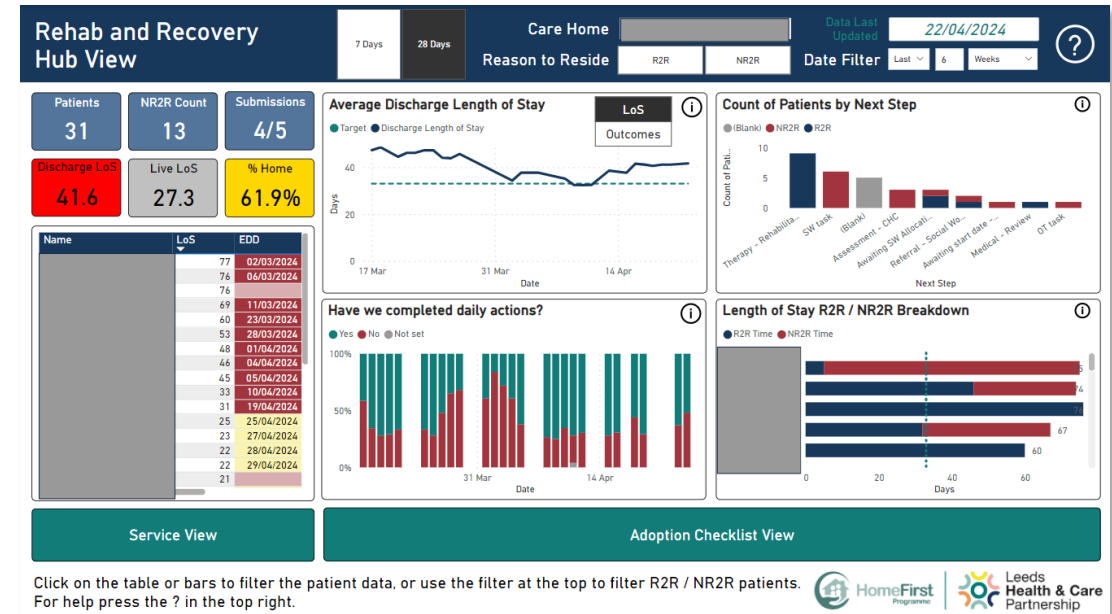 Rehab and Recovery
Hub View
7 Days
28 Days
Care Home
Reason to Reside
R2R
NR2R
Data Last
Updated
22/04/2024
Date Filter
Last
6
Weeks
?
Patients
31
NR2R Count
13
Submissions
4/5
Discharge LoS
41.6
Live LoS
27.3
% Home
61.9%
Name LoS EDD
77 02/03/2024
76 06/03/2024
76
69 11/03/2024
60 23/03/2024
53 28/03/2024
48 01/04/2024
46 04/04/2024
45 05/04/2024
33 10/04/2024
31 19/04/2024
25 25/04/2024
23 27/04/2024
22 28/04/2024
22 29/04/2024
21
Average Discharge Length of Stay
LoS
Outcomes
Target Discharge Length of Stay
Days
40
20
0
17 Mar 31 Mar 14 Apr
Date
Count of Patients by Next Step
(Blank) NR2R R2R
Count of Pati...
10
5
0
Therapy - Rehabilita...
SW task
(Blank)
Assessment - CHC
Awaiting SW Allocati...
Referral - Social Wo...
Awaiting start date -...
Medical - Review
OT task
Next Step
Have we completed daily actions?
Yes No Not set
100%
50%
0%
31 Mar 14 Apr
Date
Length of Stay R2R / NR2R Breakdown
R2R Time NR2R Time
74
76
67
60
0 20 40 60
Days
Service View
Adoption Checklist View
Click on the table or bars to filter the patient data, or use the filter at the top to filter R2R / NR2R patients.
For help press the ? in the top right.
HomeFirst
Programme
Leeds
Health & Care
Partnership